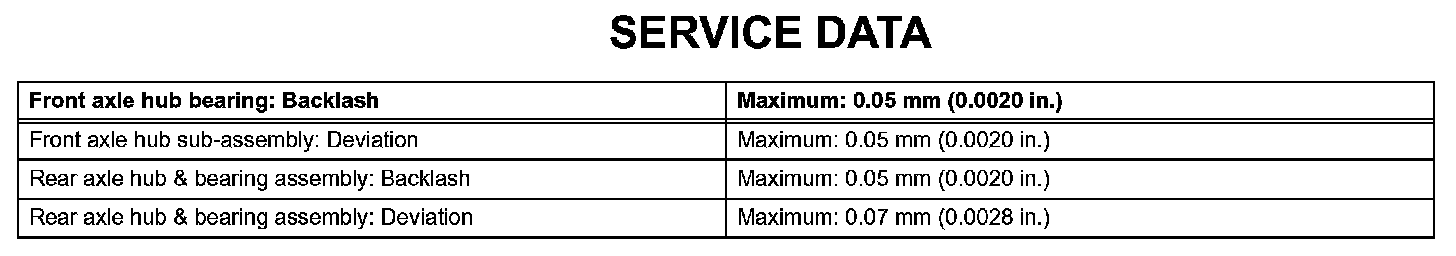 SERVICE DATA
Front axle hub bearing: Backlash Maximum: 0.05 mm (0.0020 in.)
Front axle hub sub-assembly: Deviation Maximum: 0.05 mm (0.0020 in.)
Rear axle hub & bearing assembly: Backlash Maximum: 0.05 mm (0.0020 in.)
Rear axle hub & bearing assembly: Deviation Maximum: 0.07 mm (0.0028 in.)